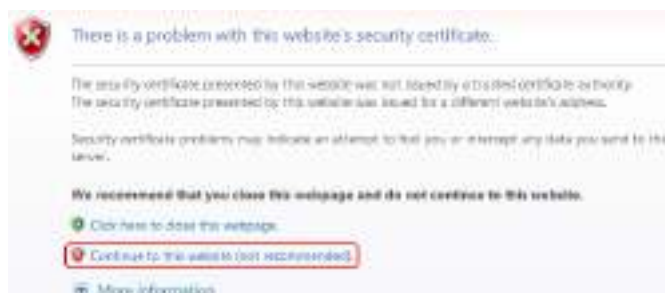 There is a problem with this website's security certificate.
The security certificate presented by this website was not issued by a trusted certificate authority.
The security certificate presented by this website was issued for a different website's address.
Security certificate problems may indicate an attempt to fool you or intercept any data you send to the
server.
We recommend that you close this webpage and do not continue to this website.
Click here to close this webpage.
Continue to this website (not recommended).
More information